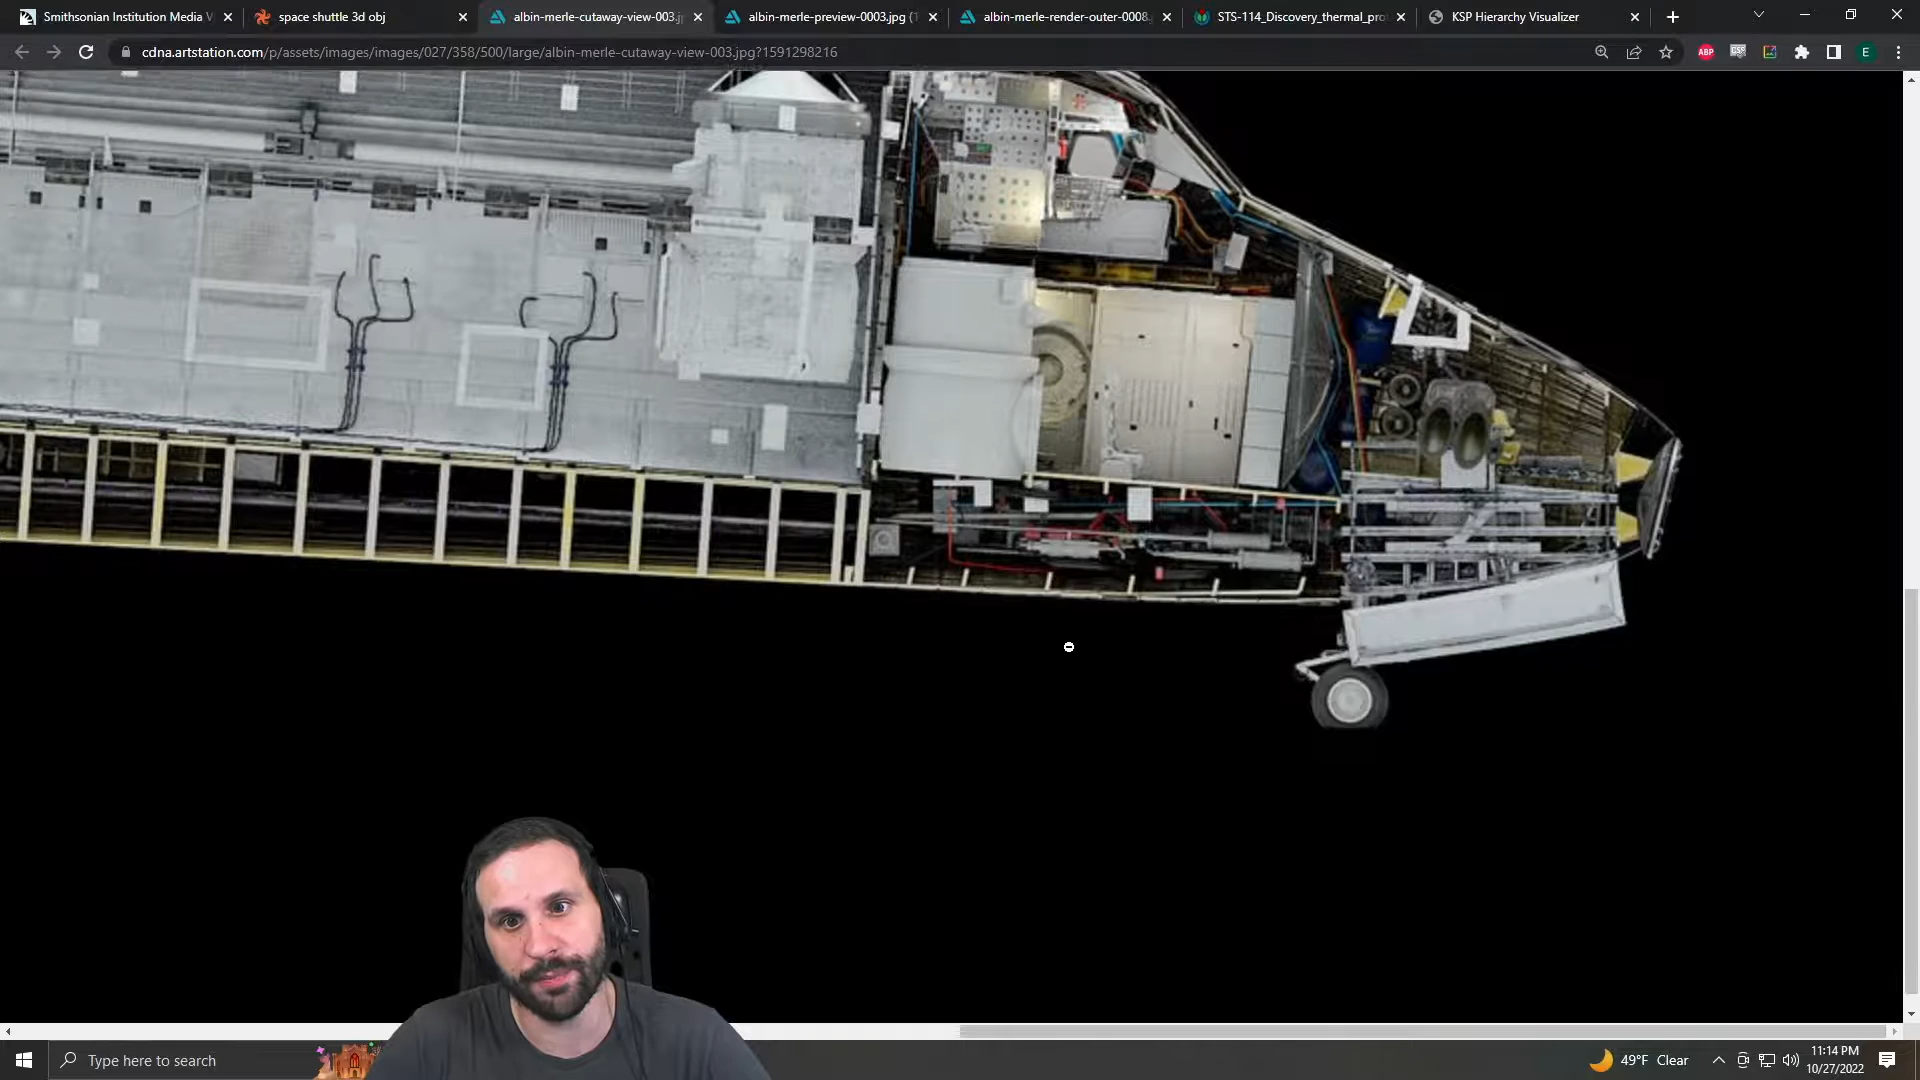 Smithsonian Institution Media V
space shuttle 3d obj
albin-merle-cutaway-view-003.j
albin-merle-preview-0003.jpg (1
albin-merle-render-outer-0008.
STS-114_Discovery_thermal_pro
KSP Hierarchy Visualizer
cdna.artstation.com/p/assets/images/images/027/358/500/large/albin-merle-cutaway-view-003.jpg?1591298216
ABP
E
Type here to search
49°F Clear
11:14 PM
10/27/2022